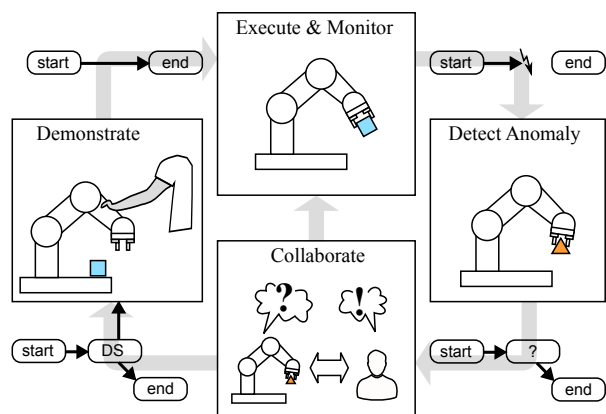 Execute & Monitor
start
end
start
end
Demonstrate
Detect Anomaly
Collaborate
?
!
start
DS
end
start
?
end